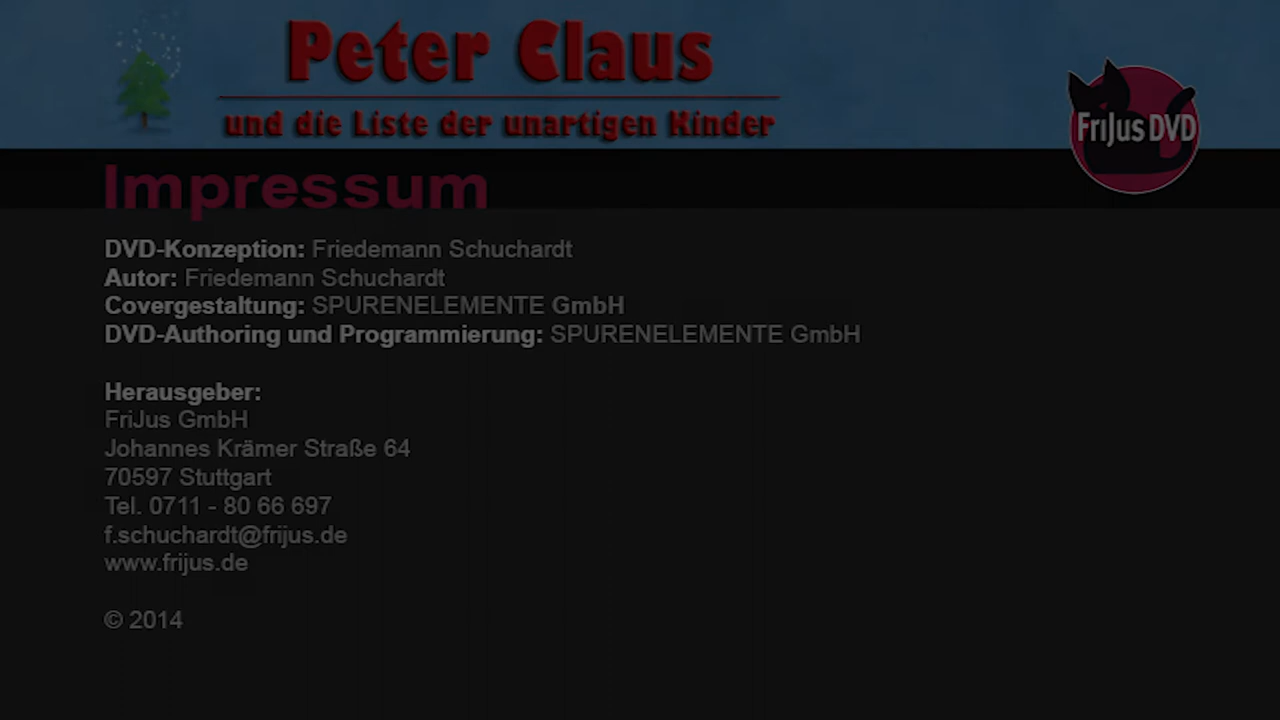 Peter Claus
und die Liste der unartigen Kinder
FriJus DVD
Impressum
DVD-Konzeption: Friedemann Schuchardt
Autor: Friedemann Schuchardt
Covergestaltung: SPURENELEMENTE GmbH
DVD-Authoring und Programmierung: SPURENELEMENTE GmbH
Herausgeber:
FriJus GmbH
Johannes Krämer Straße 64
70597 Stuttgart
Tel. 0711 - 80 66 697
f.schuchardt@frijus.de
www.frijus.de
© 2014